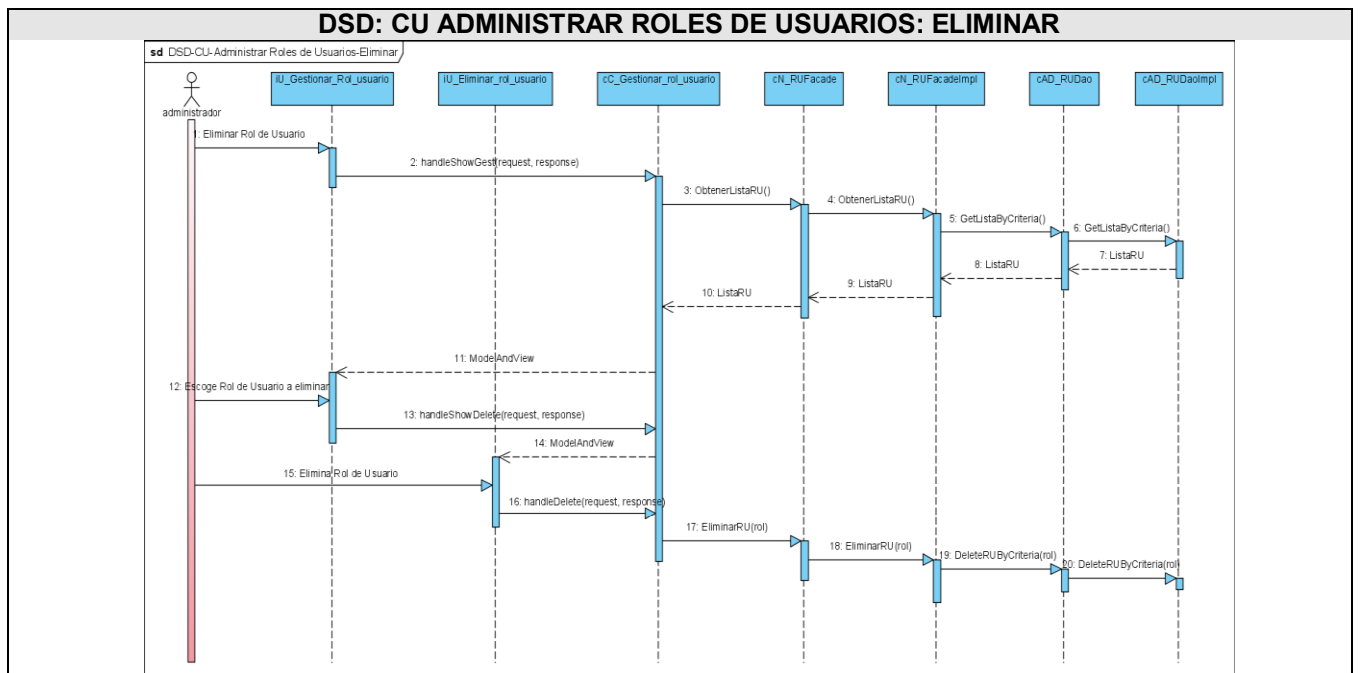 DSD: CU ADMINISTRAR ROLES DE USUARIOS: ELIMINAR
sd DSD-CU-Administrar Roles de Usuarios-Eliminar
administrador
iU_Gestionar_Rol_usuario
iU_Eliminar_rol_usuario
cC_Gestionar_rol_usuario
cN_RUFacade
cN_RUFacadeImpl
cAD_RUDao
cAD_RUDaoImpl
1: Eliminar Rol de Usuario
2: handleShowGest(request, response)
3: ObtenerListaRU()
4: ObtenerListaRU()
5: GetListaByCriteria()
6: GetListaByCriteria()
7: ListaRU
8: ListaRU
9: ListaRU
10: ListaRU
11: ModelAndView
12: Escoge Rol de Usuario a eliminar
13: handleShowDelete(request, response)
14: ModelAndView
15: Elimina Rol de Usuario
16: handleDelete(request, response)
17: EliminarRU(rol)
18: EliminarRU(rol)
19: DeleteRUByCriteria(rol)
20: DeleteRUByCriteria(rol)